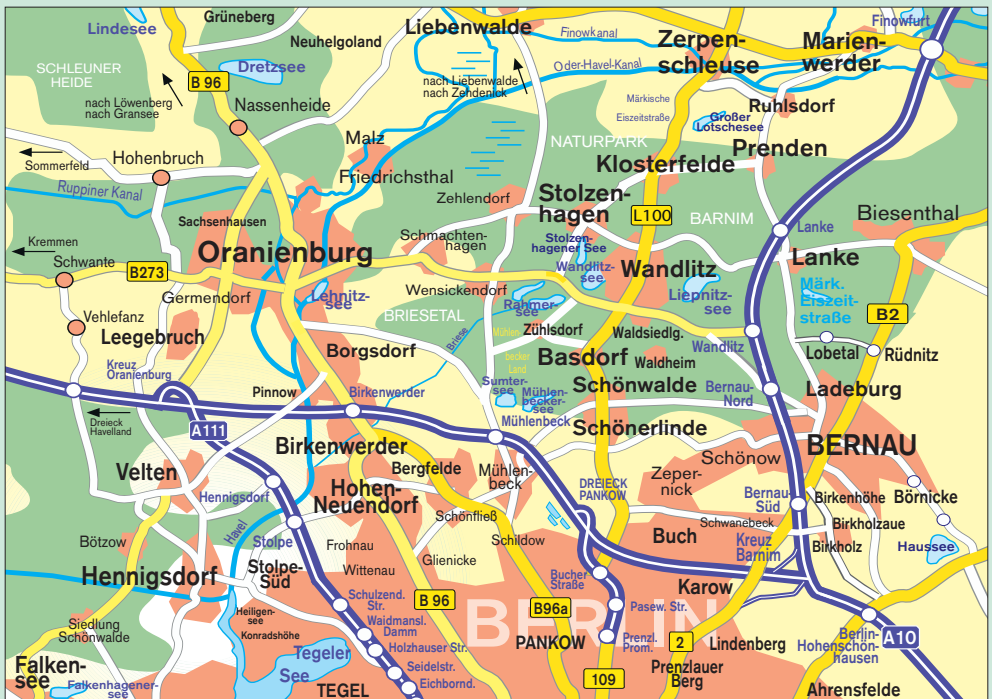 Lindesee
Grüneberg
Neuhelgoland
Liebenwalde
Finowkanal
Zerpen-
schleuse
Marien-
werder
Finowfurt
SCHLEUNER
HEIDE
B 96
Dretzsee
nach Löwenberg
nach Gransee
Nassenheide
nach Liebenwalde
nach Zehdenick
Oder-Havel-Kanal
Märkische
Eiszeitstraße
Großer
Lotschesee
Ruhlsdorf
Malz
NATURPARK
Prenden
Sommerfeld
Hohenbruch
Friedrichsthal
Klosterfelde
Ruppiner Kanal
Zehlendorf
Stolzen-
hagen
L100
BARNIM
Biesenthal
Sachsenhausen
Lanke
Kremmen
Schwante
B273
Oranienburg
Schmachten-
hagen
Stolzen-
hagener See
Wandlitz-
see
Wandlitz
Lanke
Germendorf
Lehnitz-
see
Wensickendorf
Rahmer-
see
Liepnitz-
see
Märk.
Eiszeit-
straße
B2
Vehlefanz
Leegebruch
BRIESETAL
Briese
Mühlen-
becker
Land
Zühlsdorf
Waldsiedlg.
Wandlitz
Lobetal
Rüdnitz
Kreuz
Oranienburg
Borgsdorf
Basdorf
Waldheim
Pinnow
Birkenwerder
Sumter-
see
Mühlen-
becker-
see
Schönwalde
Bernau-
Nord
Ladeburg
Dreieck
Havelland
A111
Mühlenbeck
Schönerlinde
BERNAU
Birkenwerder
Velten
Bergfelde
Mühlen-
beck
Schönow
Hennigsdorf
Hohen-
Neuendorf
DREIECK
PANKOW
Zeper-
nick
Bernau-
Süd
Birkenhöhe
Börnicke
Schönfließ
Schwanebeck
Birkholzaue
Havel
Stolpe
Bötzow
Frohnau
Schildow
Buch
Kreuz
Barnim
Birkholz
Haussee
Hennigsdorf
Stolpe-
Süd
Wittenau
Glienicke
Bucher-
Straße
Karow
Schulzend.
Str.
B 96
B96a
BERLIN
Pasew. Str.
Heiligen-
see
Waidmansl.
Damm
Siedlung
Schönwalde
Konradshöhe
Holzhauser Str.
PANKOW
Prenzl.
Prom.
2
Lindenberg
Berlin-
Hohenschön-
hausen
A10
Falken-
see
Tegeler
See
Seidelstr.
Prenzlauer
Berg
Falkenhagener-
see
TEGEL
Eichbornd.
109
Ahrensfelde